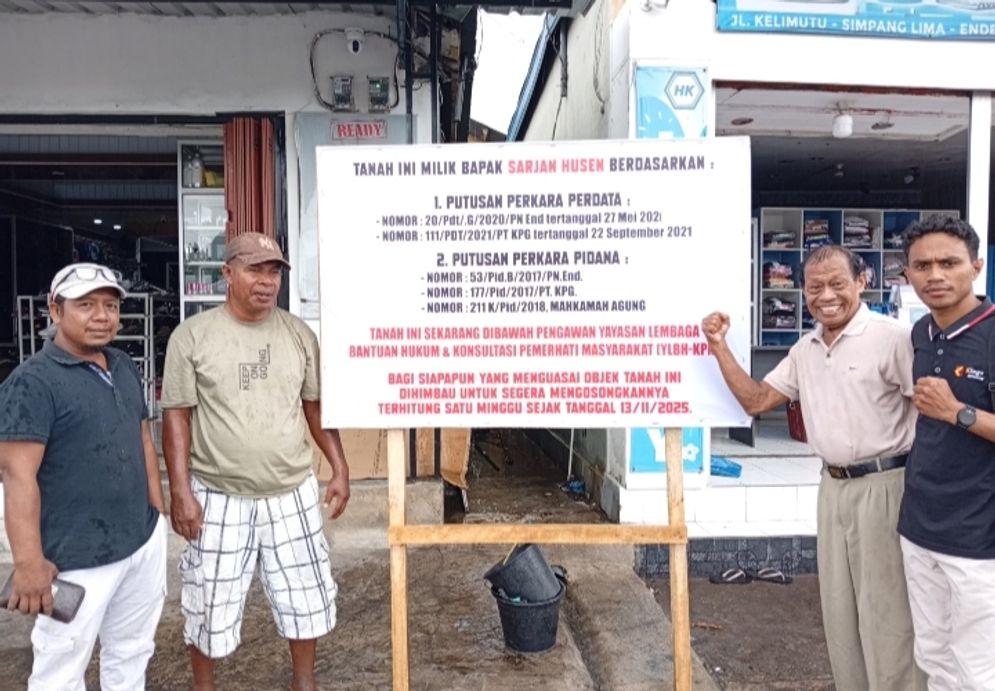 JL. KELIMUTU - SIMPANG LIMA - ENDE
HK
READY
TANAH INI MILIK BAPAK SARJAN HUSEN BERDASARKAN :
1. PUTUSAN PERKARA PERDATA :
- NOMOR : 20/Pdt/.G/2020/PN End tertanggal 27 Mei 202
- NOMOR : 111/PDT/2021/PT KPG tertanggal 22 September 2021
2. PUTUSAN PERKARA PIDANA :
- NOMOR : 53/Pid.B/2017/PN.End.
- NOMOR : 177/Pid/2017/PT. KPG.
- NOMOR : 211 K/Pid/2018, MAHKAMAH AGUNG
TANAH INI SEKARANG DIBAWAH PENGAWAN YAYASAN LEMBAGA
BANTUAN HUKUM & KONSULTASI PEMERHATI MASYARAKAT (YLBH-KP
BAGI SIAPAPUN YANG MENGUASAI OBJEK TANAH INI
DIHIMBAU UNTUK SEGERA MENGOSONGKANNYA
TERHITUNG SATU MINGGU SEJAK TANGGAL 13/11/2025.
KEEP
ON
GOING